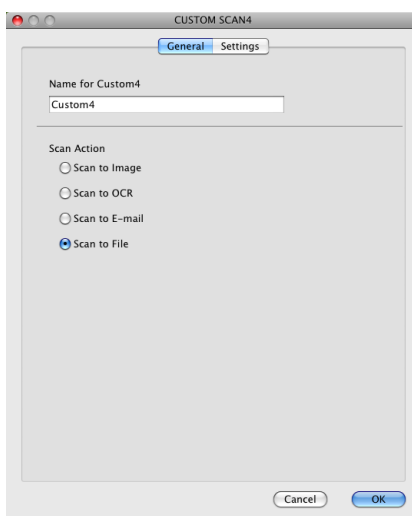 CUSTOM SCAN4
General Settings
Name for Custom4
Custom4
Scan Action
Scan to Image
Scan to OCR
Scan to E-mail
Scan to File
Cancel OK